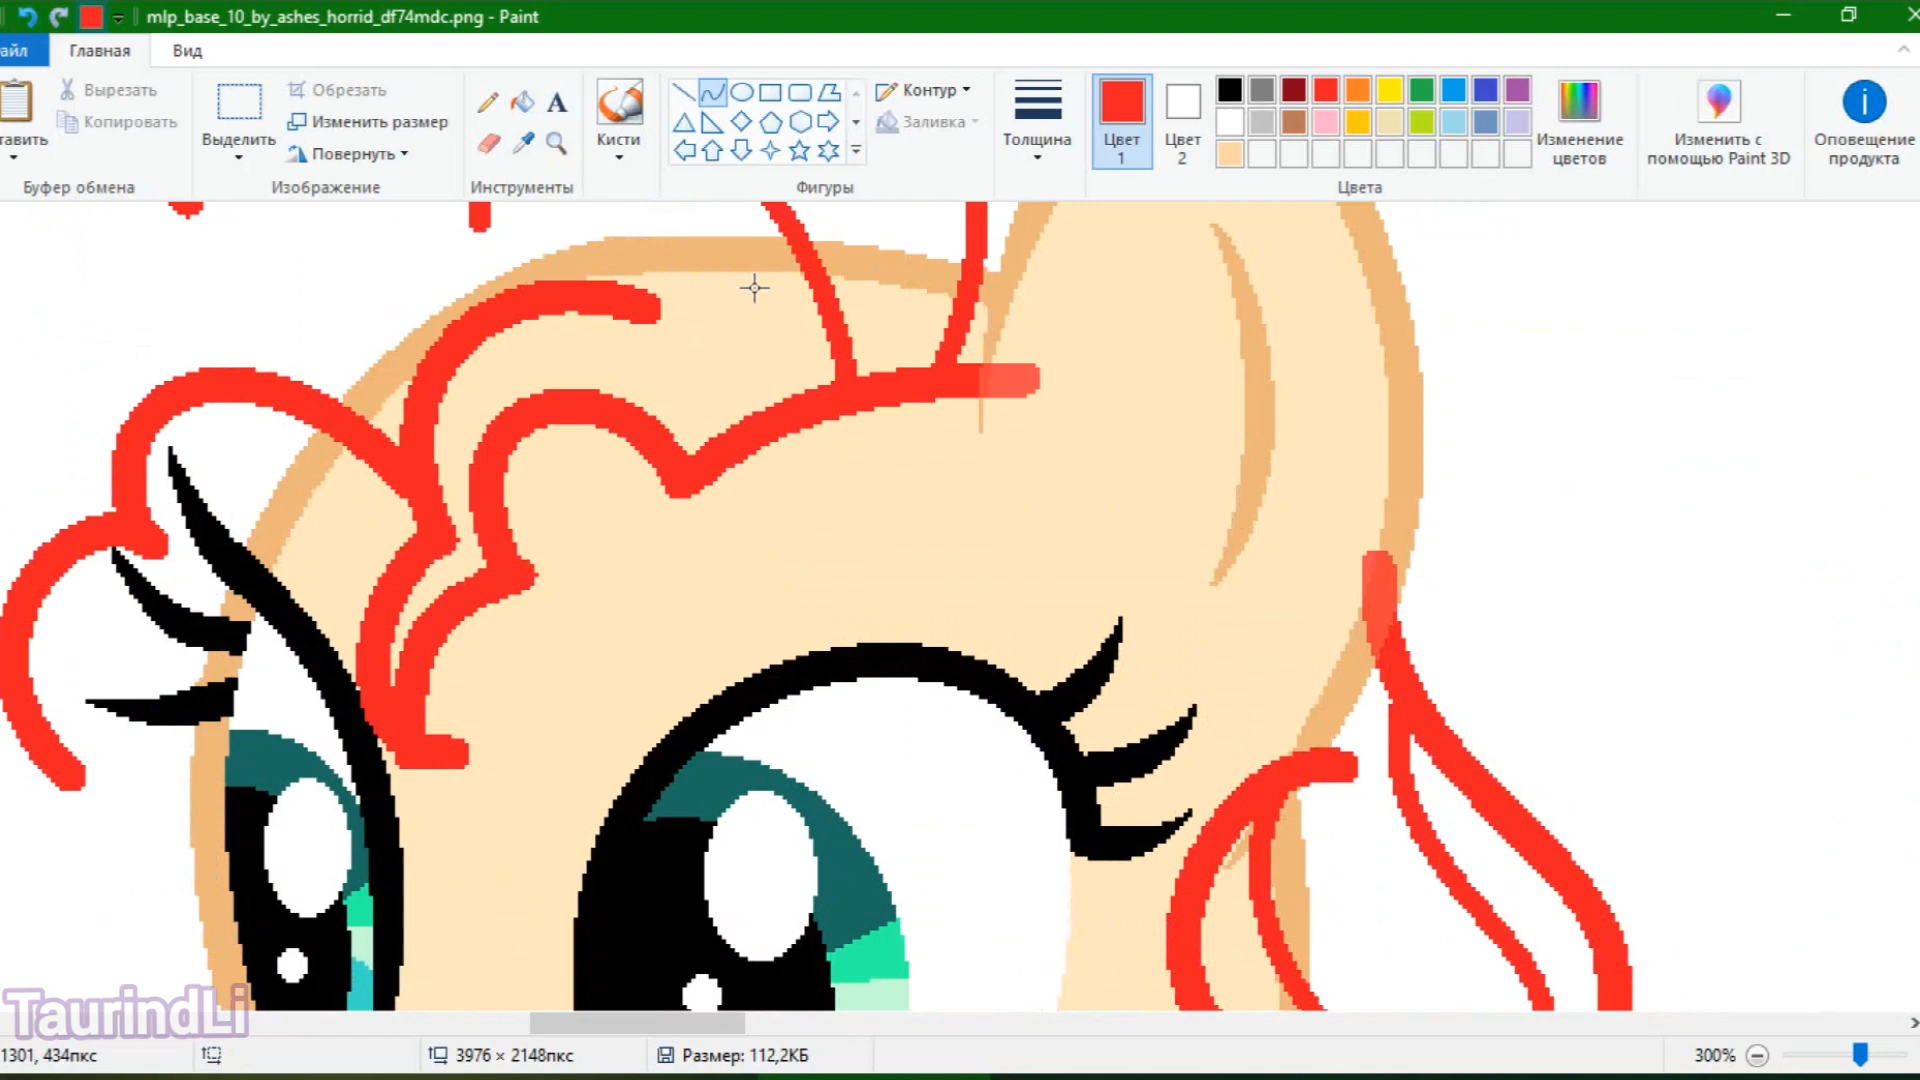 mlp_base_10_by_ashes_horrid_df74mdc.png - Paint
айл
Главная
Вид
тавить
Вырезать
Копировать
Буфер обмена
Выделить
Обрезать
Изменить размер
Повернуть
Изображение
A
Инструменты
Кисти
Контур
Заливка
Фигуры
Толщина
Цвет
1
Цвет
2
Изменение
цветов
Цвета
Изменить с
помощью Paint 3D
Оповещение
продукта
TaurindLi
1301, 434пкс
3976 × 2148пкс
Размер: 112,2КБ
300%